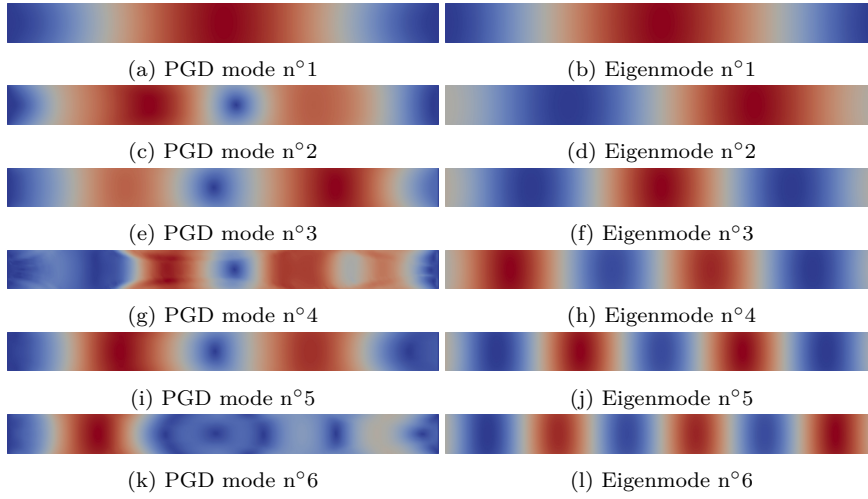 (a) PGD mode n°1
(b) Eigenmode n°1
(c) PGD mode n°2
(d) Eigenmode n°2
(e) PGD mode n°3
(f) Eigenmode n°3
(g) PGD mode n°4
(h) Eigenmode n°4
(i) PGD mode n°5
(j) Eigenmode n°5
(k) PGD mode n°6
(l) Eigenmode n°6